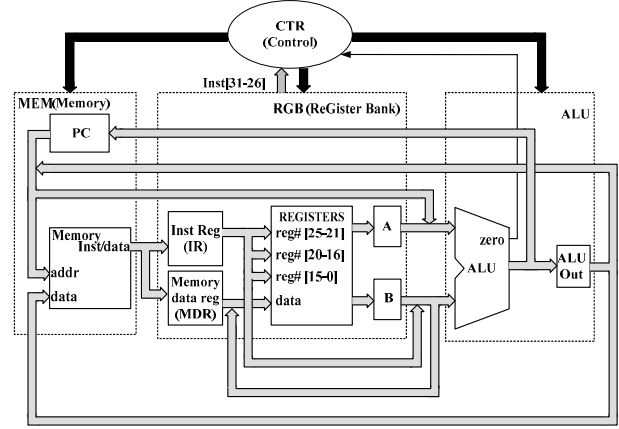 CTR
(Control)
Inst[31-26]
MEM(Memory)
RGB (ReGister Bank)
ALU
PC
Memory
Inst/data
addr
data
Inst Reg
(IR)
Memory
data reg
(MDR)
REGISTERS
reg# [25-21]
reg# [20-16]
reg# [15-0]
data
A
B
zero
ALU
ALU
Out